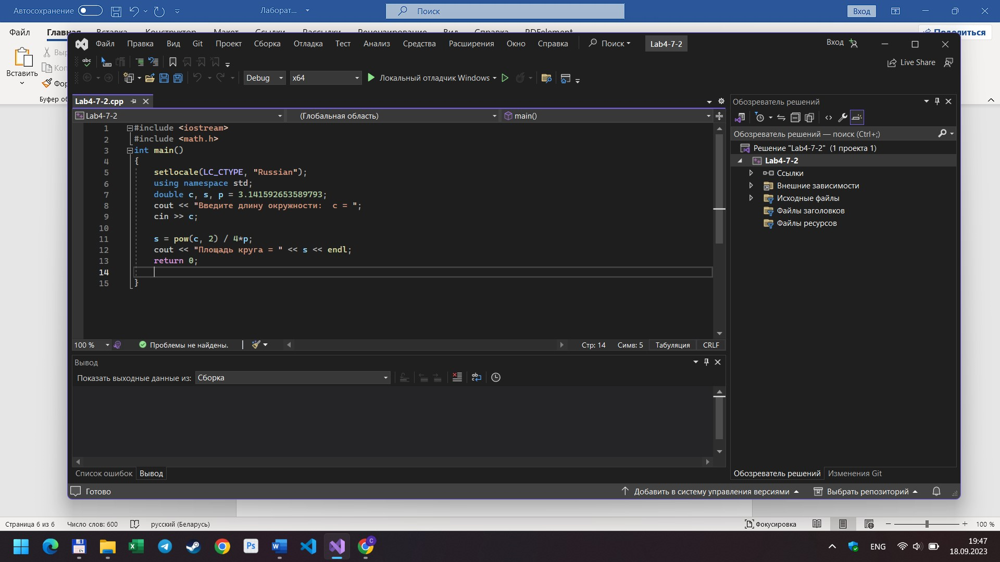 Автосохранение
Лаборат...
Поиск
Вход
Файл
Главная
Вставка Конструктор Макет Ссылки Рассылки Рецензирование Вид Справка PDFelement
Поделиться
Вставить
Буфер об
Файл Правка Вид Git Проект Сборка Отладка Тест Анализ Средства Расширения Окно Справка Поиск Lab4-7-2
Вход
Live Share
Debug x64 Локальный отладчик Windows
Lab4-7-2.cpp
Lab4-7-2 (Глобальная область) main()
1 #include <iostream>
2 #include <math.h>
3 int main()
4 {
5 setlocale(LC_CTYPE, "Russian");
6 using namespace std;
7 double c, s, p = 3.141592653589793;
8 cout << "Введите длину окружности:  c = ";
9 cin >> c;
10
11 s = pow(c, 2) / 4*p;
12 cout << "Площадь круга = " << s << endl;
13 return 0;
14
15 }
100 % Проблемы не найдены. Стр: 14 Симв: 5 Табуляция CRLF
Вывод
Показать выходные данные из: Сборка
Список ошибок Вывод
Обозреватель решений
Обозреватель решений — поиск (Ctrl+;)
Решение "Lab4-7-2" (1 проекта 1)
Lab4-7-2
Ссылки
Внешние зависимости
Исходные файлы
Файлы заголовков
Файлы ресурсов
Обозреватель решений Изменения Git
Готово
Добавить в систему управления версиями Выбрать репозиторий
Страница 6 из 6 Число слов: 600 русский (Беларусь)
Фокусировка 100 %
ENG
19:47
18.09.2023